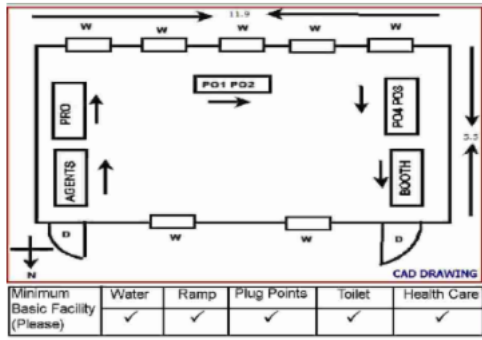 11.9
W W W W W
PO1 PO2
PRO
PO4 PO5
AGENTS
BOOTH
5.5
D W W D
N
CAD DRAWING
Minimum Basic Facility (Please) Water Ramp Plug Points Toilet Health Care
✓ ✓ ✓ ✓ ✓